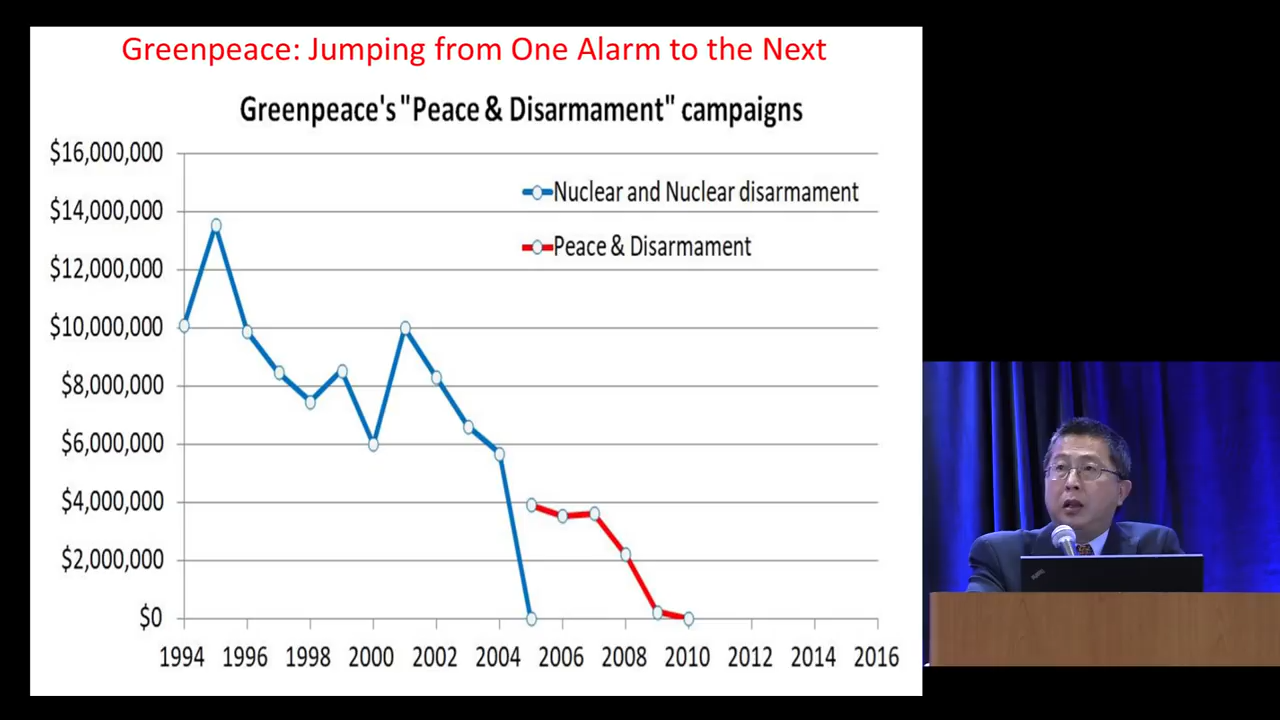 Greenpeace: Jumping from One Alarm to the Next
Greenpeace's "Peace & Disarmament" campaigns
$16,000,000
$14,000,000
$12,000,000
$10,000,000
$8,000,000
$6,000,000
$4,000,000
$2,000,000
$0
Nuclear and Nuclear disarmament
Peace & Disarmament
1994 1996 1998 2000 2002 2004 2006 2008 2010 2012 2014 2016